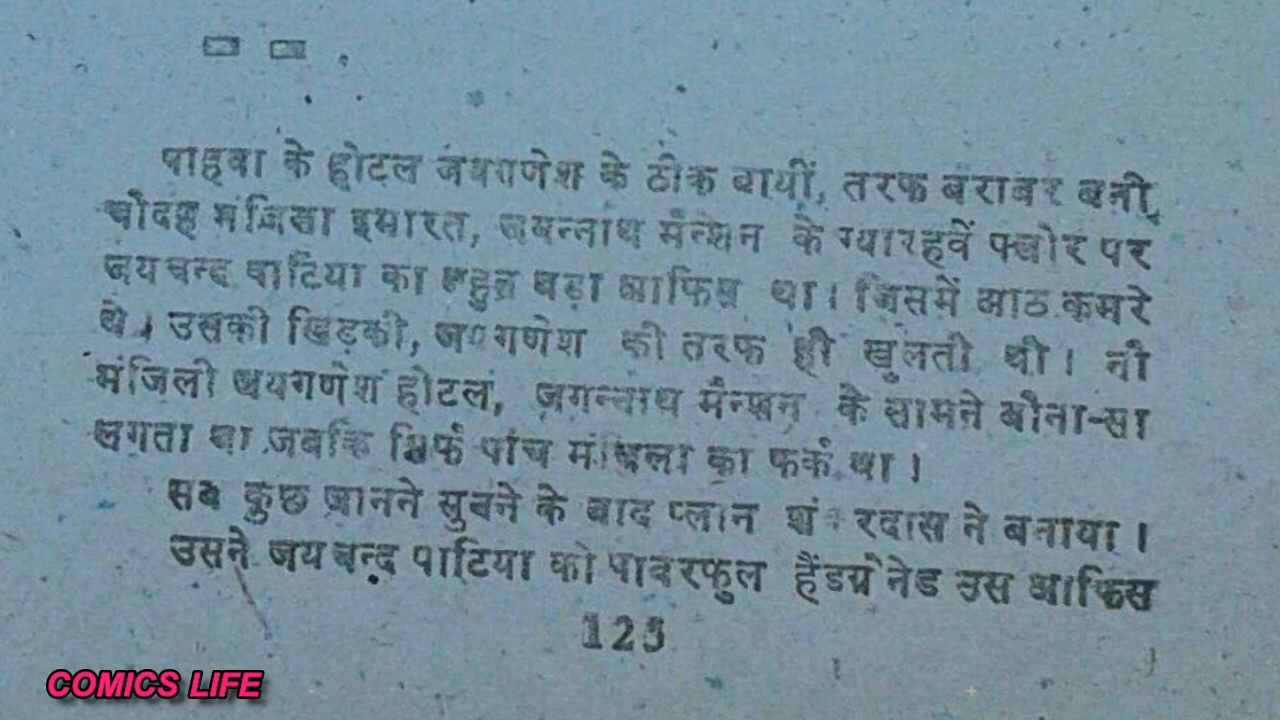 पाहवा के होटल जयगणेश के ठीक बायीं, तरफ बराबर बनी,
चौदह मंजिला इमारत, जगन्नाथ मैन्शन के ग्यारहवें फ्लोर पर
जयचन्द पाटिया का बहुत बड़ा आफिस था। जिसमें आठ कमरे
थे। उसकी खिड़की, जयगणेश की तरफ ही खुलती थी। नौ
मंजिली जयगणेश होटल, जगन्नाथ मैन्शन के सामने बौना-सा
लगता था जबकि सिर्फ पांच मंजिला का फर्क था।
सब कुछ जानने सुनने के बाद प्लान शंकरदास ने बनाया।
उसने जयचन्द पाटिया को पावरफुल हैंडग्रेनेड उस आफिस
COMICS LIFE